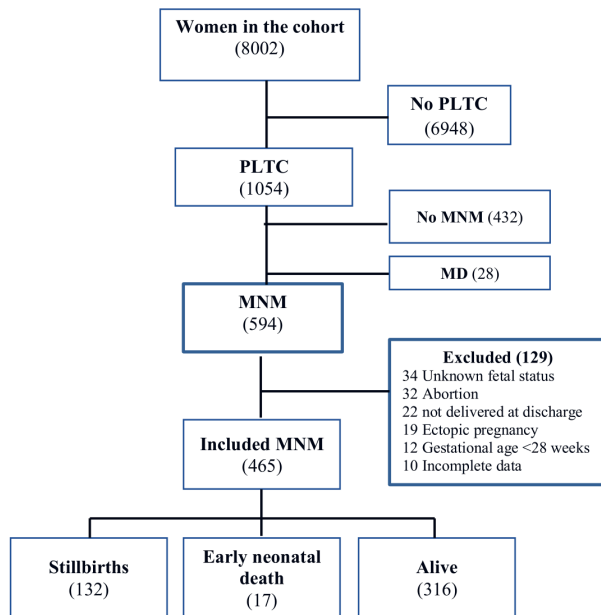 Women in the cohort
(8002)
No PLTC
(6948)
PLTC
(1054)
No MNM (432)
MD (28)
MNM
(594)
Excluded (129)
34 Unknown fetal status
32 Abortion
22 not delivered at discharge
19 Ectopic pregnancy
12 Gestational age <28 weeks
10 Incomplete data
Included MNM
(465)
Stillbirths
(132)
Early neonatal
death
(17)
Alive
(316)